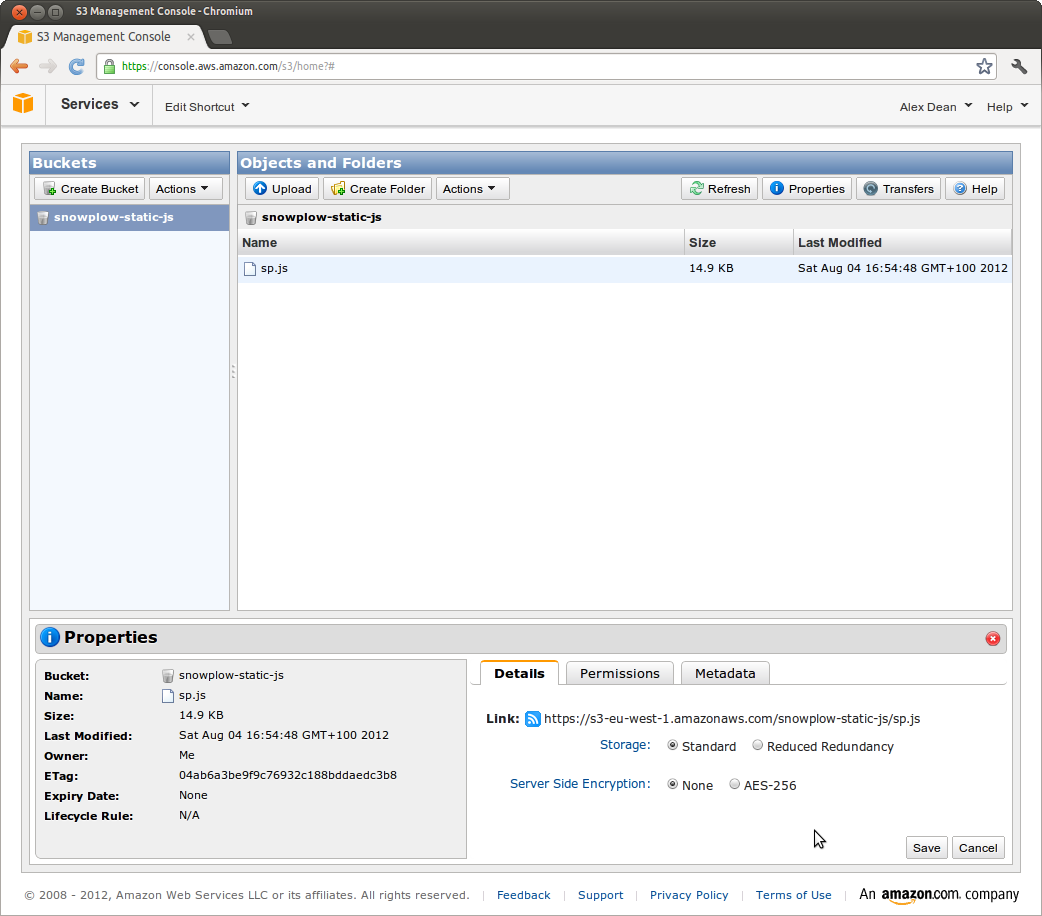 S3 Management Console - Chromium
S3 Management Console
https://console.aws.amazon.com/s3/home?#
Services Edit Shortcut Alex Dean Help
Buckets
Create Bucket Actions
snowplow-static-js
Objects and Folders
Upload Create Folder Actions Refresh Properties Transfers Help
snowplow-static-js
Name Size Last Modified
sp.js 14.9 KB Sat Aug 04 16:54:48 GMT+100 2012
Properties
Bucket: snowplow-static-js
Name: sp.js
Size: 14.9 KB
Last Modified: Sat Aug 04 16:54:48 GMT+100 2012
Owner: Me
ETag: 04ab6a3be9f9c76932c188bddaedc3b8
Expiry Date: None
Lifecycle Rule: N/A
Details Permissions Metadata
Link: https://s3-eu-west-1.amazonaws.com/snowplow-static-js/sp.js
Storage: Standard Reduced Redundancy
Server Side Encryption: None AES-256
Save Cancel
© 2008 - 2012, Amazon Web Services LLC or its affiliates. All rights reserved. Feedback Support Privacy Policy Terms of Use An amazon.com. company